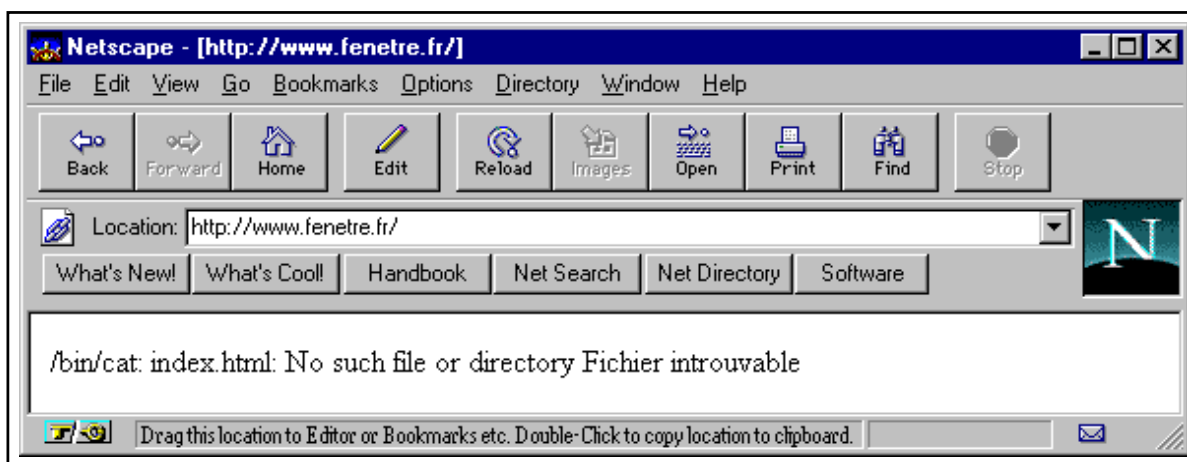 Netscape - [http://www.fenetre.fr/]
File Edit View Go Bookmarks Options Directory Window Help
Back Forward Home Edit Reload Images Open Print Find Stop
Location: http://www.fenetre.fr/
N
What's New! What's Cool! Handbook Net Search Net Directory Software
/bin/cat: index.html: No such file or directory Fichier introuvable
Drag this location to Editor or Bookmarks etc. Double-Click to copy location to clipboard.